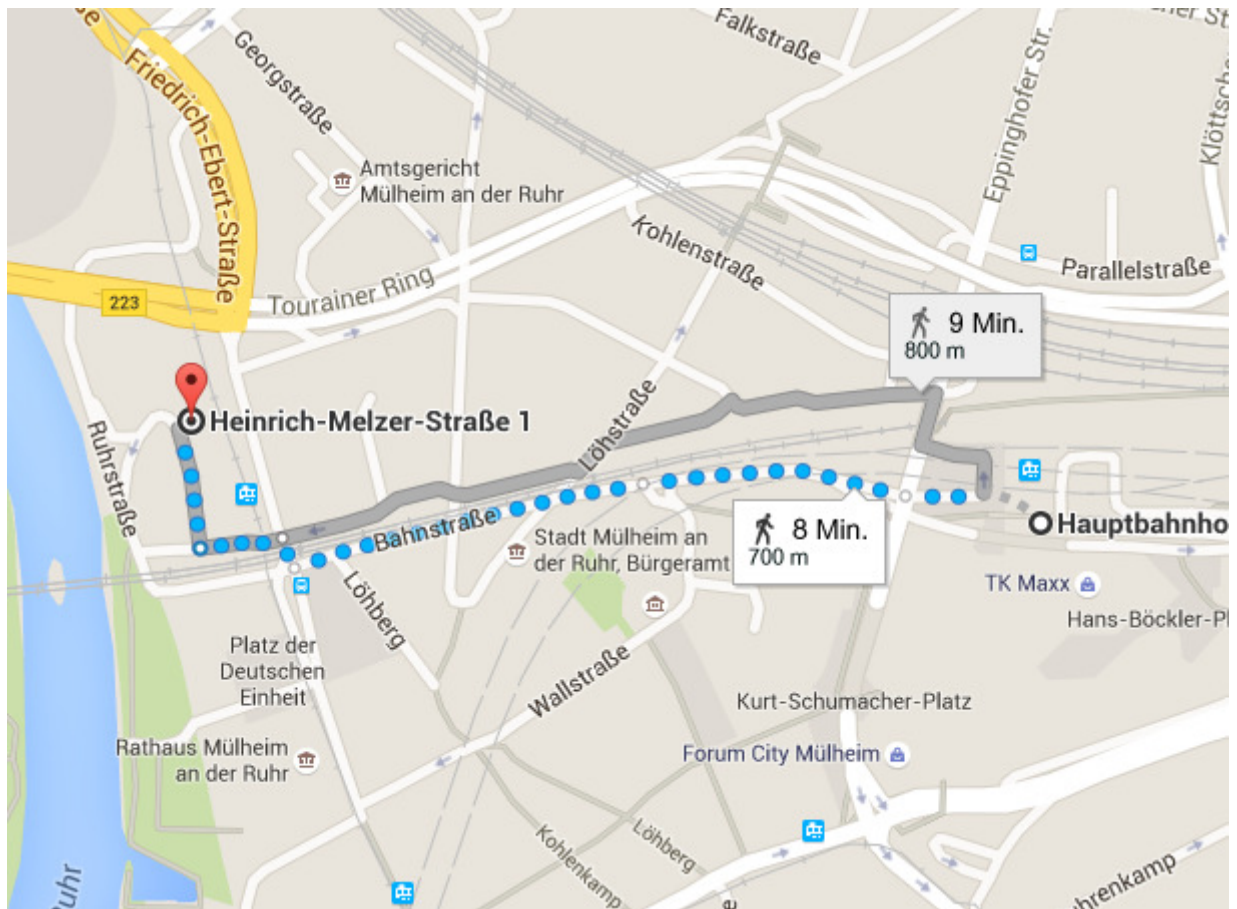 Falkstraße
Georgstraße
Friedrich-Ebert-Straße
Eppinghofer Str.
Amtsgericht
Mülheim an der Ruhr
Kohlenstraße
Parallelstraße
Tourainer Ring
223
9 Min.
800 m
Heinrich-Melzer-Straße 1
Ruhrstraße
Löhstraße
Bahnstraße
Stadt Mülheim an
der Ruhr, Bürgeramt
8 Min.
700 m
Hauptbahnho
TK Maxx
Hans-Böckler-Pl
Löhberg
Platz der
Deutschen
Einheit
Wallstraße
Kurt-Schumacher-Platz
Rathaus Mülheim
an der Ruhr
Forum City Mülheim
Kohlenkamp
Löhberg
Ruhr